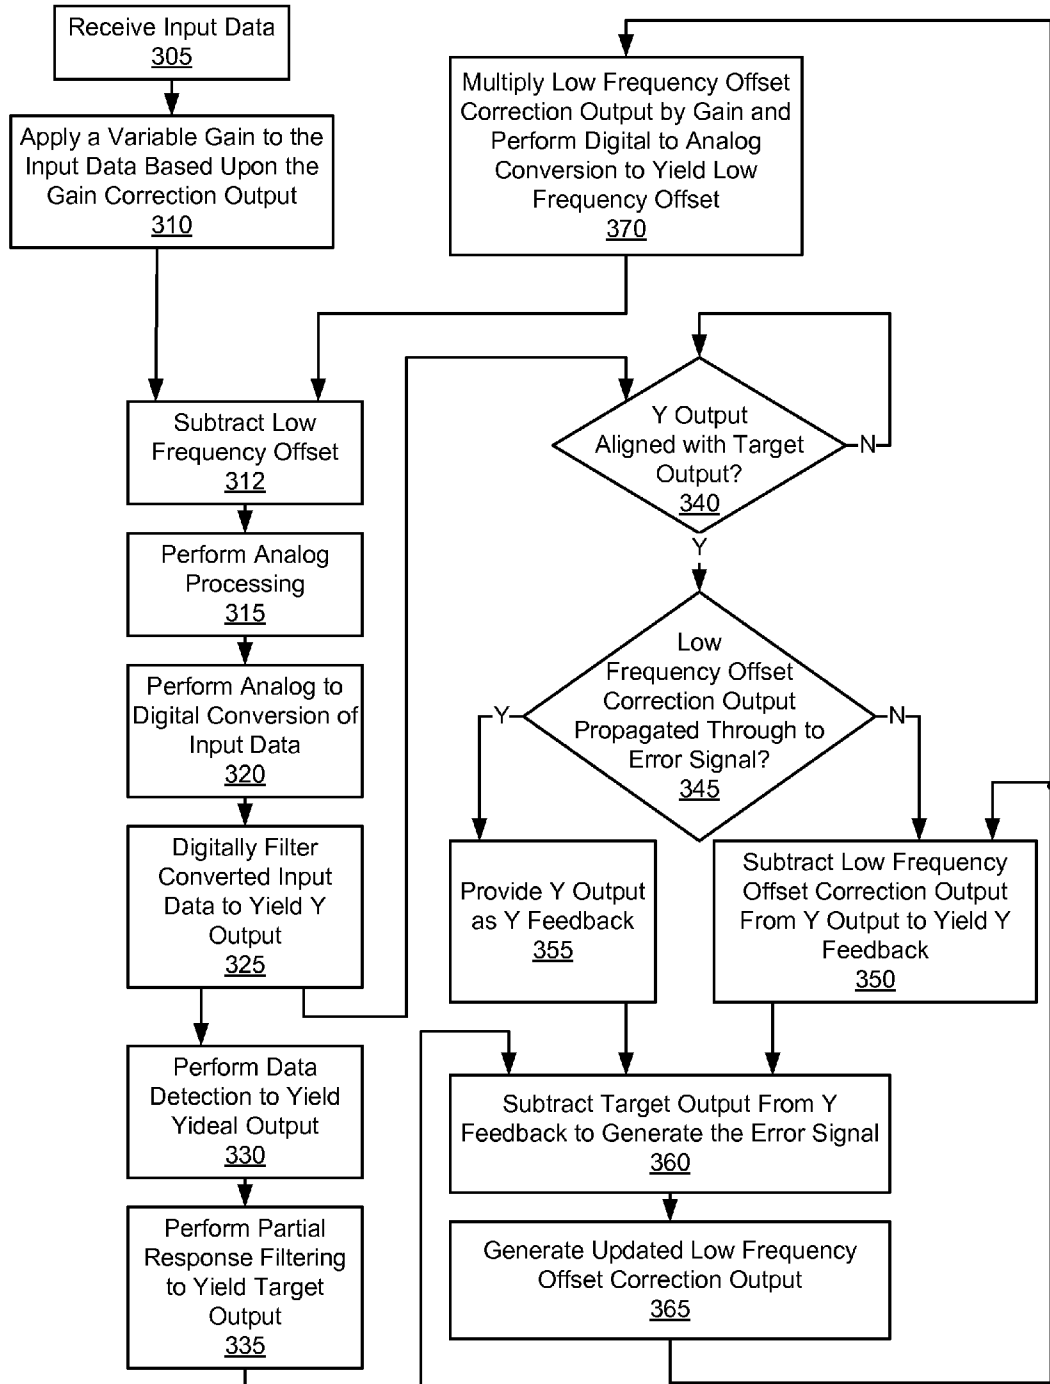 Receive Input Data
305
Apply a Variable Gain to the
Input Data Based Upon the
Gain Correction Output
310
Multiply Low Frequency Offset
Correction Output by Gain and
Perform Digital to Analog
Conversion to Yield Low
Frequency Offset
370
Subtract Low
Frequency Offset
312
Perform Analog
Processing
315
Perform Analog to
Digital Conversion of
Input Data
320
Digitally Filter
Converted Input
Data to Yield Y
Output
325
Perform Data
Detection to Yield
Yideal Output
330
Perform Partial
Response Filtering
to Yield Target
Output
335
Y Output
Aligned with Target
Output?
340
N
Y
Low
Frequency Offset
Correction Output
Propagated Through to
Error Signal?
345
Y
N
Provide Y Output
as Y Feedback
355
Subtract Low Frequency
Offset Correction Output
From Y Output to Yield Y
Feedback
350
Subtract Target Output From Y
Feedback to Generate the Error Signal
360
Generate Updated Low Frequency
Offset Correction Output
365